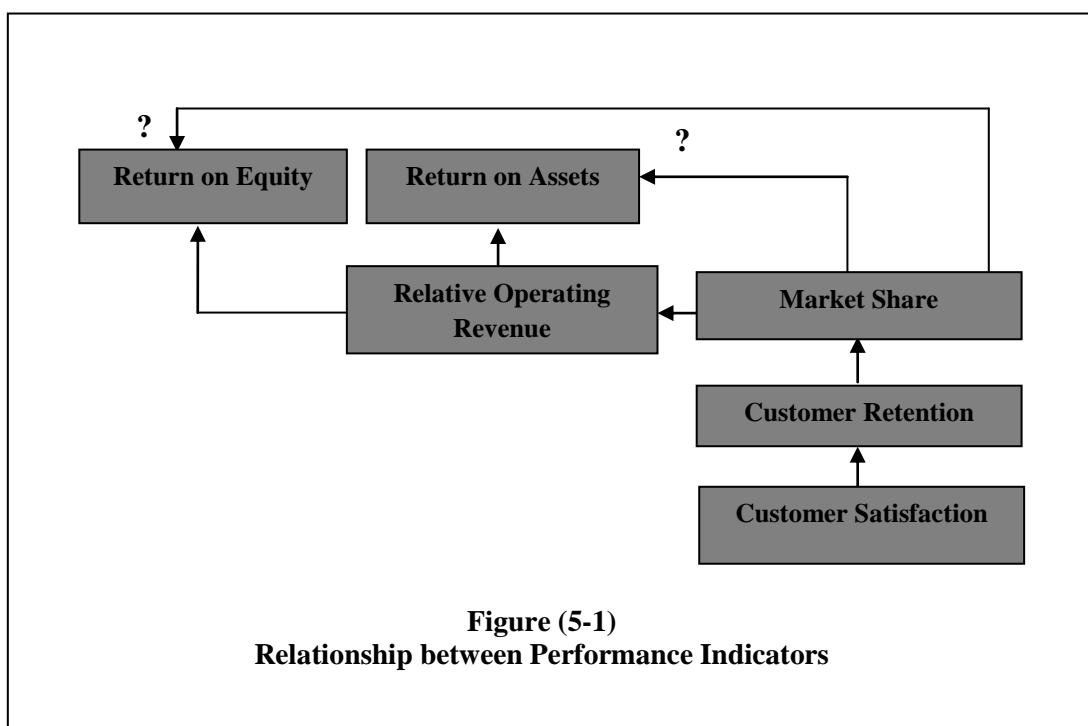 ?
?
Return on Equity
Return on Assets
Relative Operating
Revenue
Market Share
Customer Retention
Customer Satisfaction
Figure (5-1)
Relationship between Performance Indicators